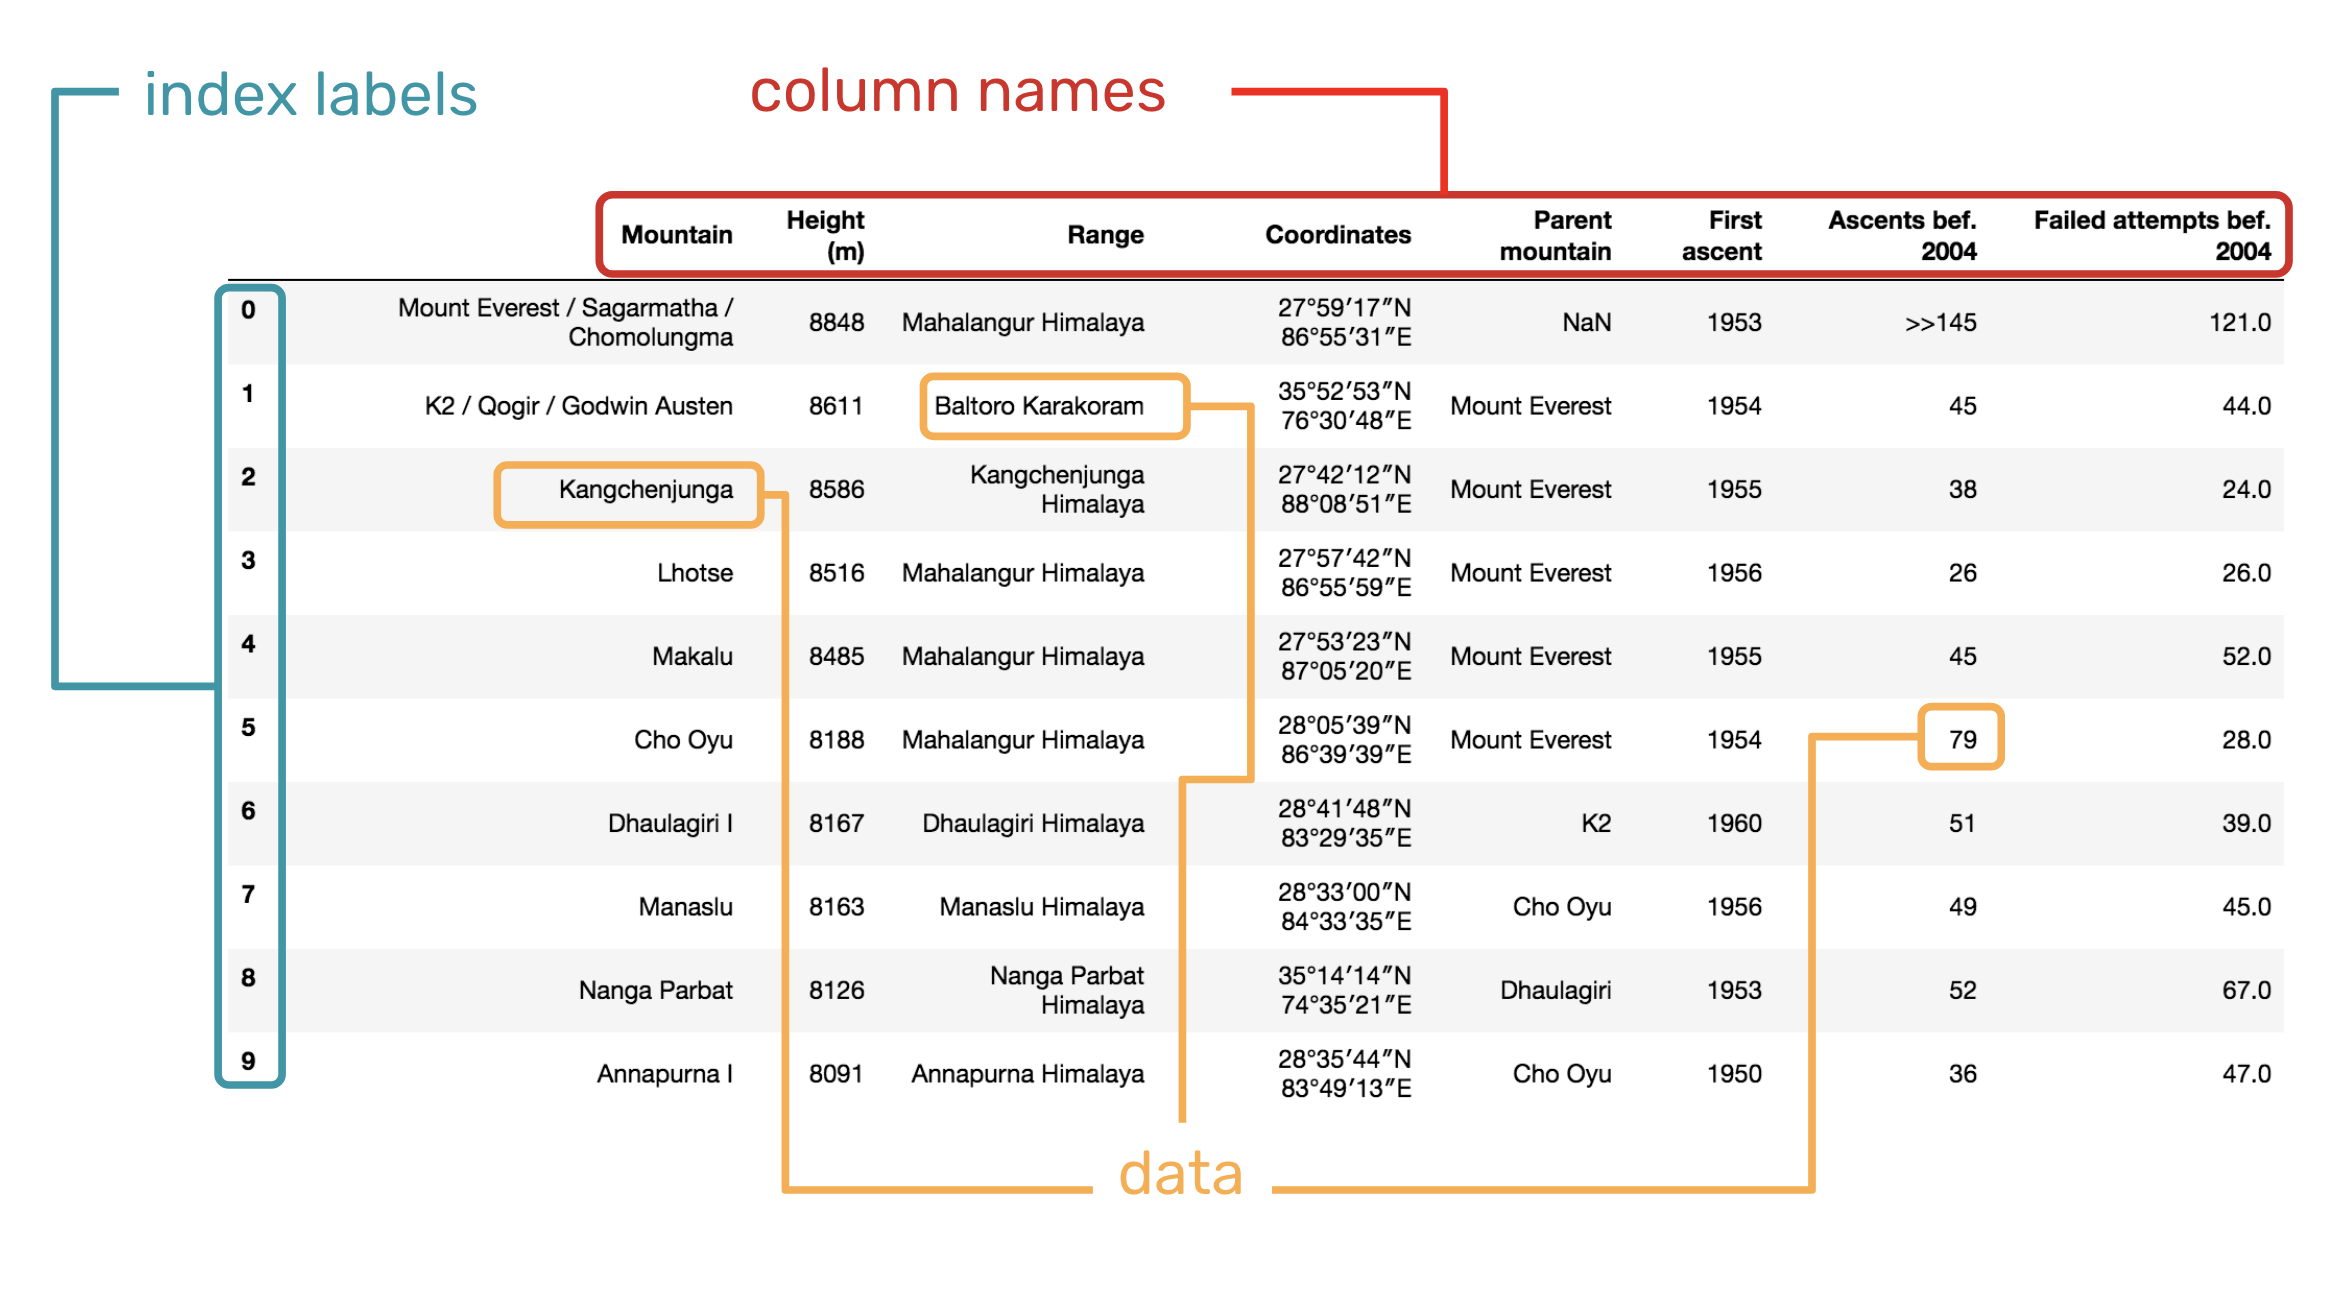 index labels
column names
Mountain Height (m) Range Coordinates Parent mountain First ascent Ascents bef. 2004 Failed attempts bef. 2004
0 Mount Everest / Sagarmatha / Chomolungma 8848 Mahalangur Himalaya 27°59′17″N 86°55′31″E NaN 1953 >>145 121.0
1 K2 / Qogir / Godwin Austen 8611 Baltoro Karakoram 35°52′53″N 76°30′48″E Mount Everest 1954 45 44.0
2 Kangchenjunga 8586 Kangchenjunga Himalaya 27°42′12″N 88°08′51″E Mount Everest 1955 38 24.0
3 Lhotse 8516 Mahalangur Himalaya 27°57′42″N 86°55′59″E Mount Everest 1956 26 26.0
4 Makalu 8485 Mahalangur Himalaya 27°53′23″N 87°05′20″E Mount Everest 1955 45 52.0
5 Cho Oyu 8188 Mahalangur Himalaya 28°05′39″N 86°39′39″E Mount Everest 1954 79 28.0
6 Dhaulagiri I 8167 Dhaulagiri Himalaya 28°41′48″N 83°29′35″E K2 1960 51 39.0
7 Manaslu 8163 Manaslu Himalaya 28°33′00″N 84°33′35″E Cho Oyu 1956 49 45.0
8 Nanga Parbat 8126 Nanga Parbat Himalaya 35°14′14″N 74°35′21″E Dhaulagiri 1953 52 67.0
9 Annapurna I 8091 Annapurna Himalaya 28°35′44″N 83°49′13″E Cho Oyu 1950 36 47.0
data